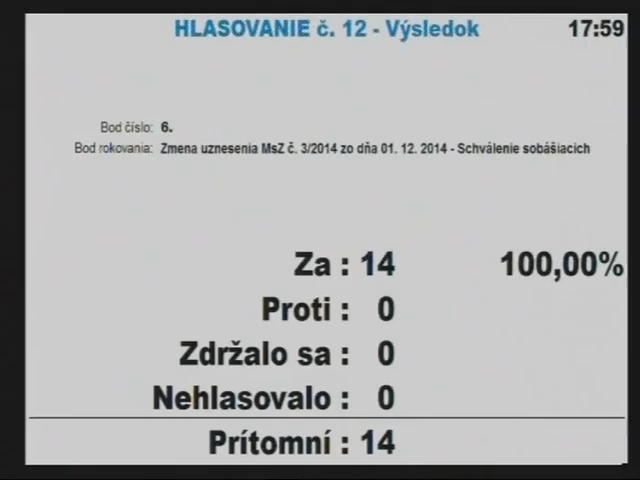 HLASOVANIE č. 12 - Výsledok 17:59
Bod číslo: 6.
Bod rokovania: Zmena uznesenia MsZ č. 3/2014 zo dňa 01. 12. 2014 - Schválenie sobášiacich
Za : 14 100,00%
Proti : 0
Zdržalo sa : 0
Nehlasovalo : 0
Prítomní : 14